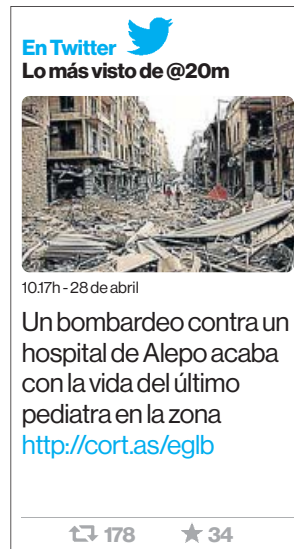 En Twitter
Lo más visto de @20m
10.17h - 28 de abril
Un bombardeo contra un
hospital de Alepo acaba
con la vida del último
pediatra en la zona
http://cort.as/eglb
178 34